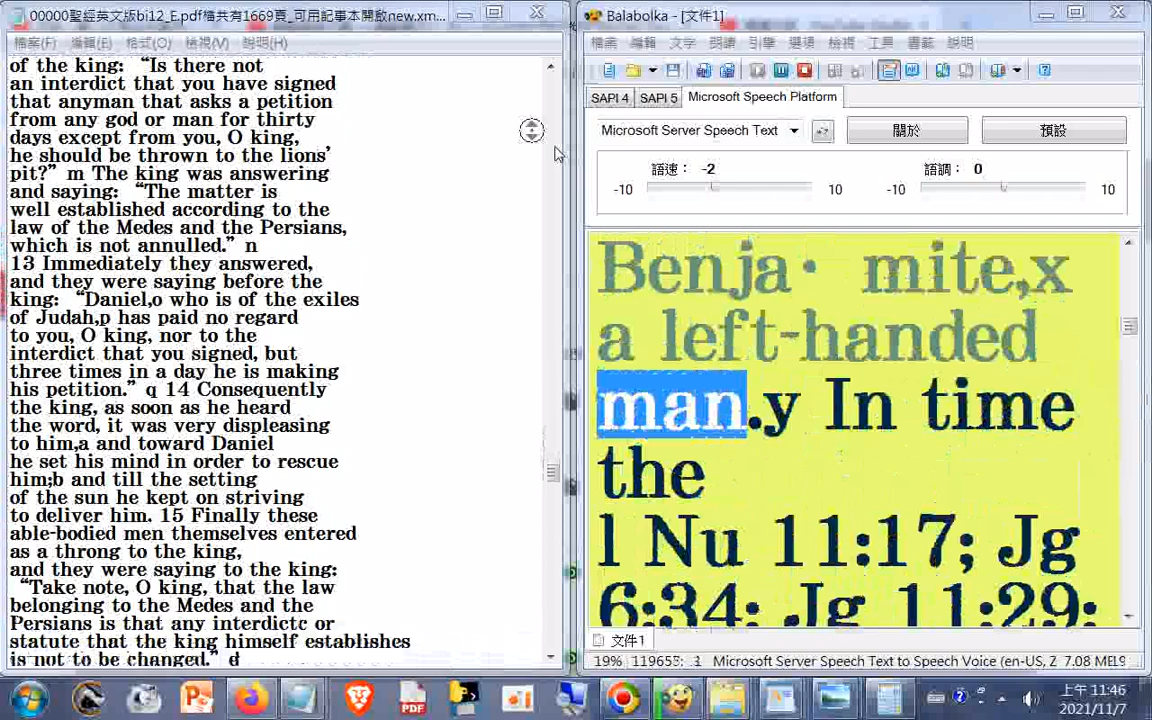 00000聖經英文版bi12_E.pdf檔共有1669頁_可用記事本開啟new.xm...
檔案(F) 編輯(E) 格式(O) 檢視(V) 說明(H)
of the king: “Is there not
an interdict that you have signed
that anyman that asks a petition
from any god or man for thirty
days except from you, O king,
he should be thrown to the lions’
pit?” m The king was answering
and saying: “The matter is
well established according to the
law of the Medes and the Persians,
which is not annulled.” n
13 Immediately they answered,
and they were saying before the
king: “Daniel,o who is of the exiles
of Judah,p has paid no regard
to you, O king, nor to the
interdict that you signed, but
three times in a day he is making
his petition.” q 14 Consequently
the king, as soon as he heard
the word, it was very displeasing
to him,a and toward Daniel
he set his mind in order to rescue
him;b and till the setting
of the sun he kept on striving
to deliver him. 15 Finally these
able-bodied men themselves entered
as a throng to the king,
and they were saying to the king:
“Take note, O king, that the law
belonging to the Medes and the
Persians is that any interdictc or
statute that the king himself establishes
is not to be changed.” d
Balabolka - [文件1]
檔案 編輯 文字 朗讀 引擎 選項 檢視 工具 書籤 說明
SAPI 4 SAPI 5 Microsoft Speech Platform
Microsoft Server Speech Text 關於 預設
語速： -2 語調： 0
-10 10 -10 10
Benja· mite,x
a left-handed
man.y In time
the
l Nu 11:17; Jg
6:34; Jg 11:29;
文件1
19% 119653: 1 Microsoft Server Speech Text to Speech Voice (en-US, 2 7.08 ME19%
PDF
上午 11:46
2021/11/7